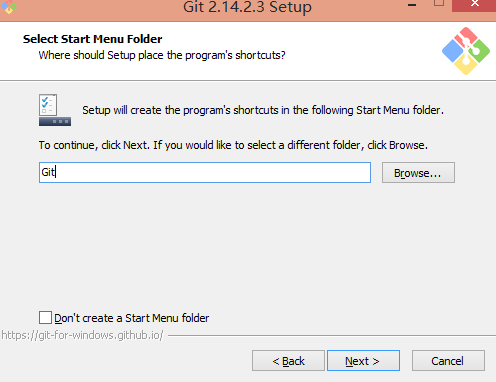 Git 2.14.2.3 Setup
Select Start Menu Folder
Where should Setup place the program's shortcuts?
Setup will create the program's shortcuts in the following Start Menu folder.
To continue, click Next. If you would like to select a different folder, click Browse.
Git
Browse...
Don't create a Start Menu folder
https://git-for-windows.github.io/
< Back
Next >
Cancel